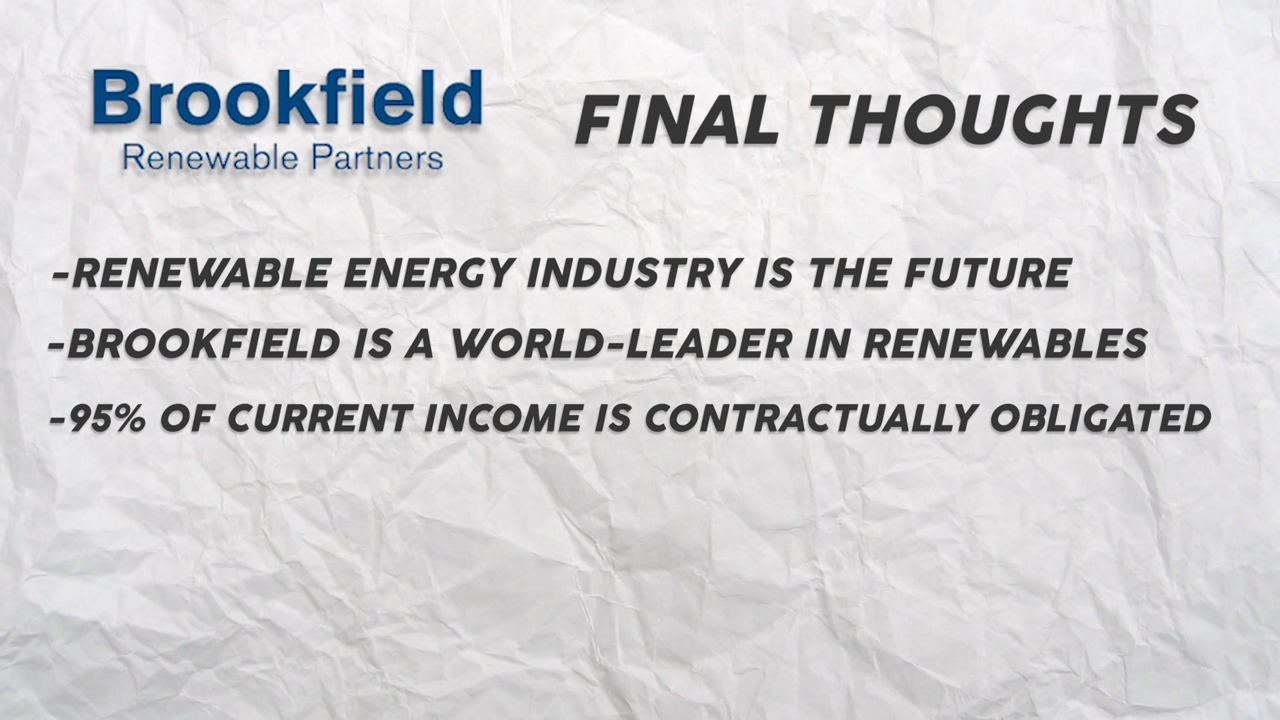 Brookfield
Renewable Partners
FINAL THOUGHTS
-RENEWABLE ENERGY INDUSTRY IS THE FUTURE
-BROOKFIELD IS A WORLD-LEADER IN RENEWABLES
-95% OF CURRENT INCOME IS CONTRACTUALLY OBLIGATED